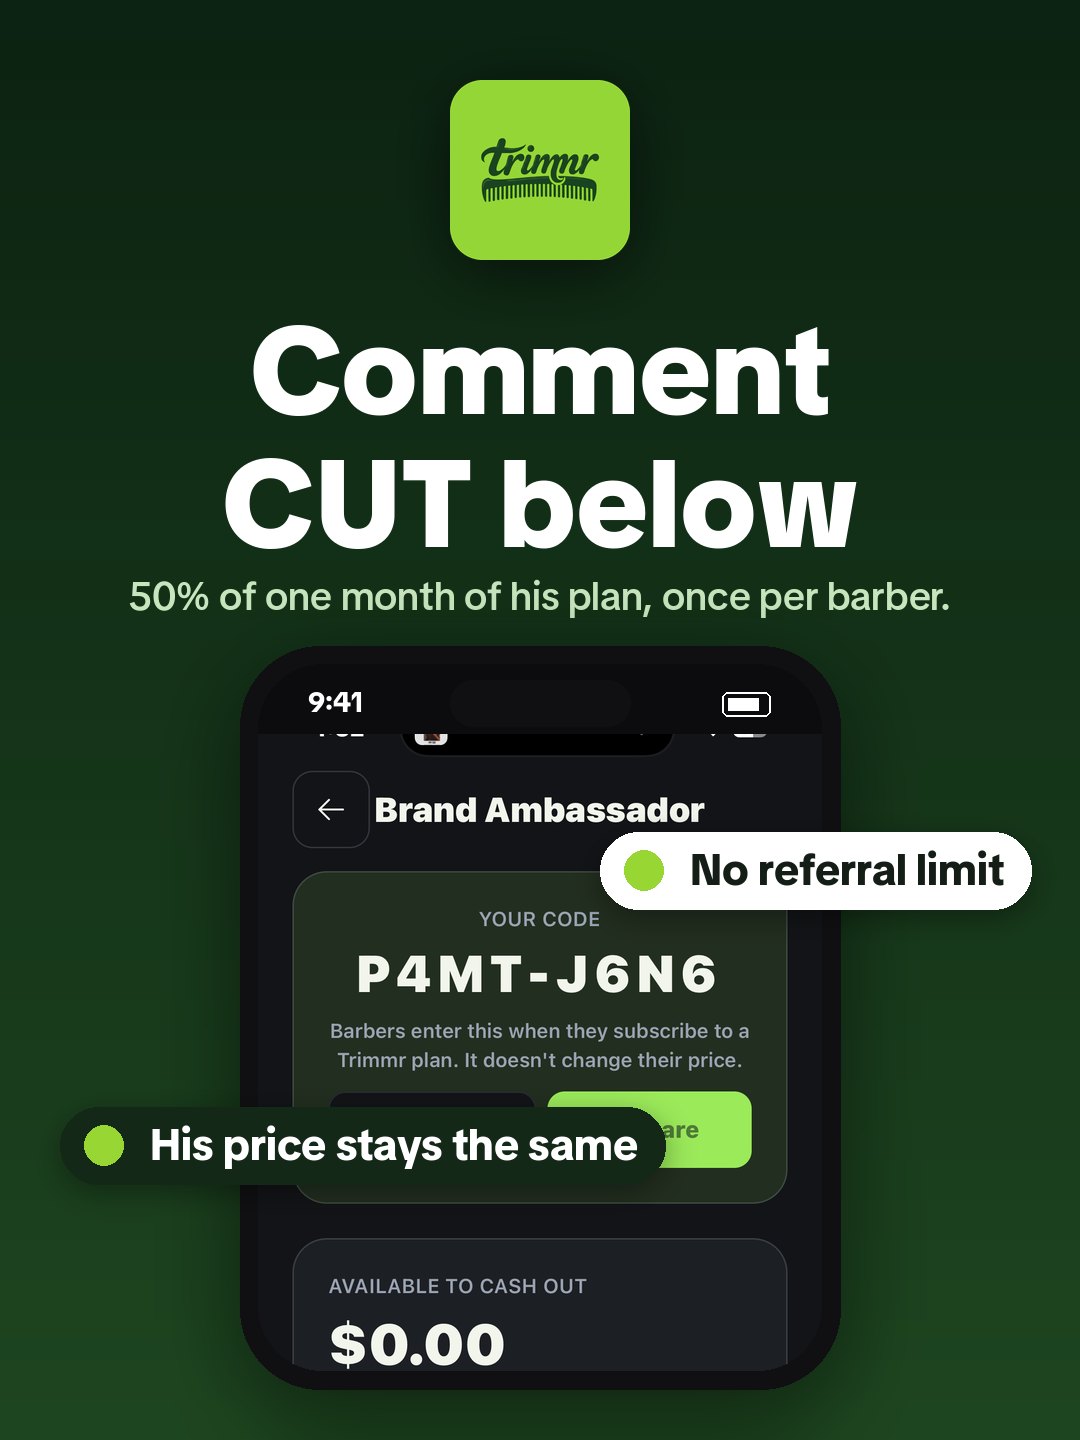 trimmr
Comment
CUT below
50% of one month of his plan, once per barber.
9:41
Brand Ambassador
No referral limit
YOUR CODE
P4MT-J6N6
Barbers enter this when they subscribe to a
Trimmr plan. It doesn't change their price.
His price stays the same
AVAILABLE TO CASH OUT
$0.00